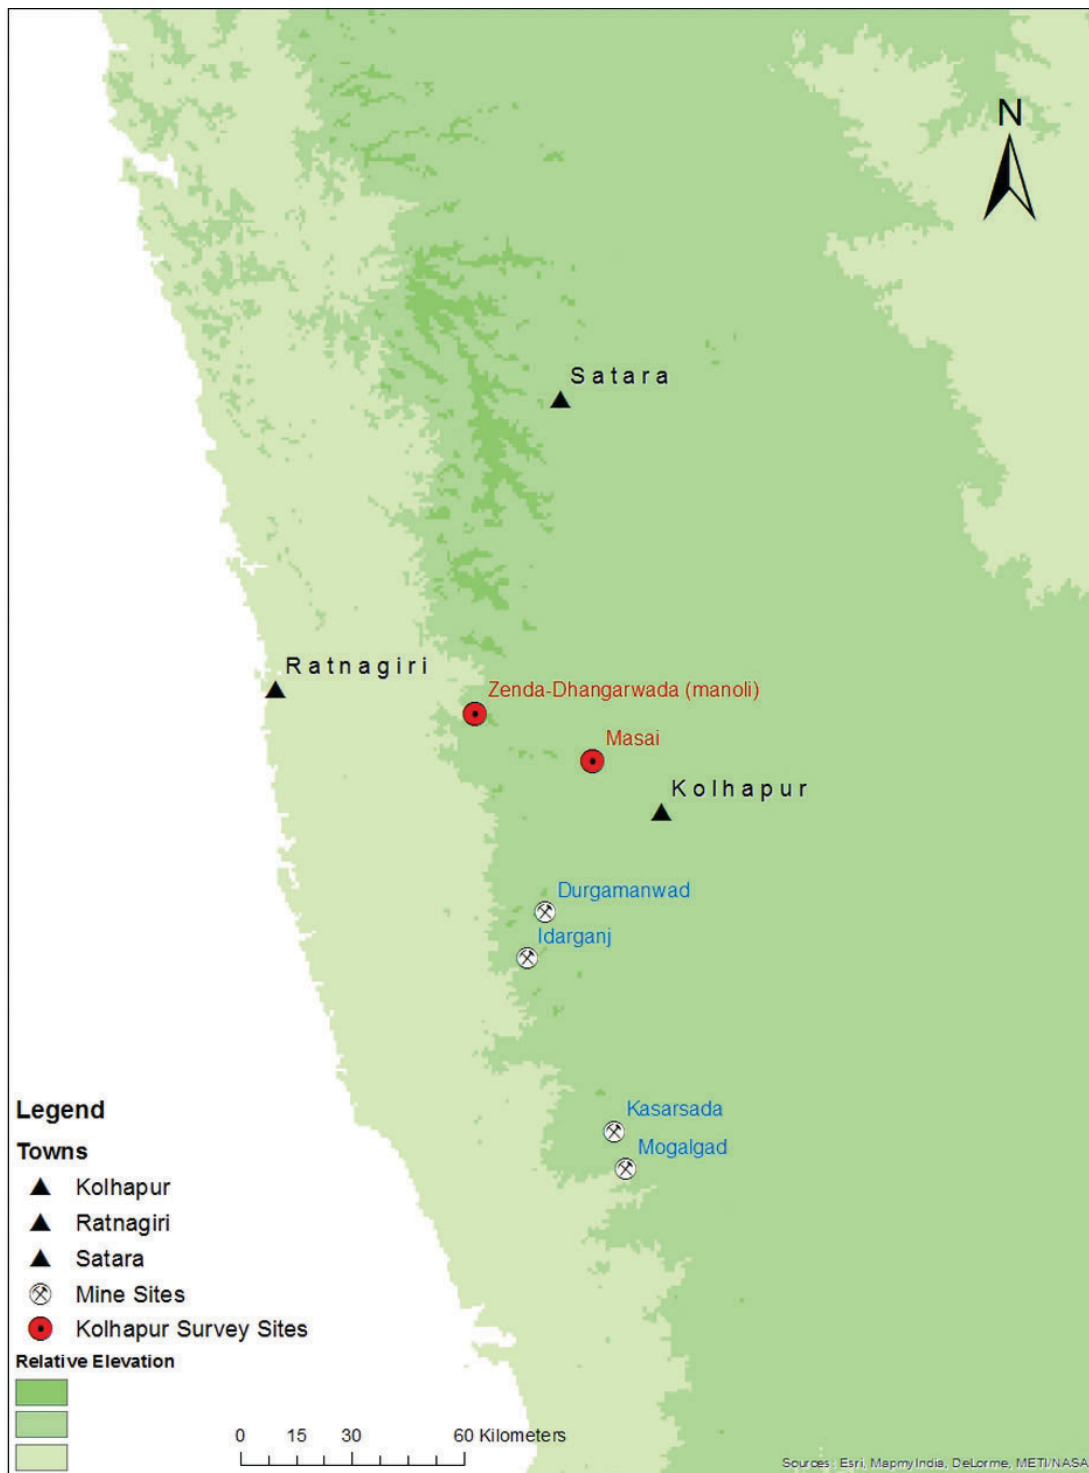 N
Satara
Ratnagiri
Zenda-Dhangarwada (manoli)
Masai
Kolhapur
Durgamanwad
Idarganj
Kasarsada
Mogalgad
Legend
Towns
Kolhapur
Ratnagiri
Satara
Mine Sites
Kolhapur Survey Sites
Relative Elevation
0 15 30 60 Kilometers
Sources: Esri, MapmyIndia, DeLorme, METI/NASA